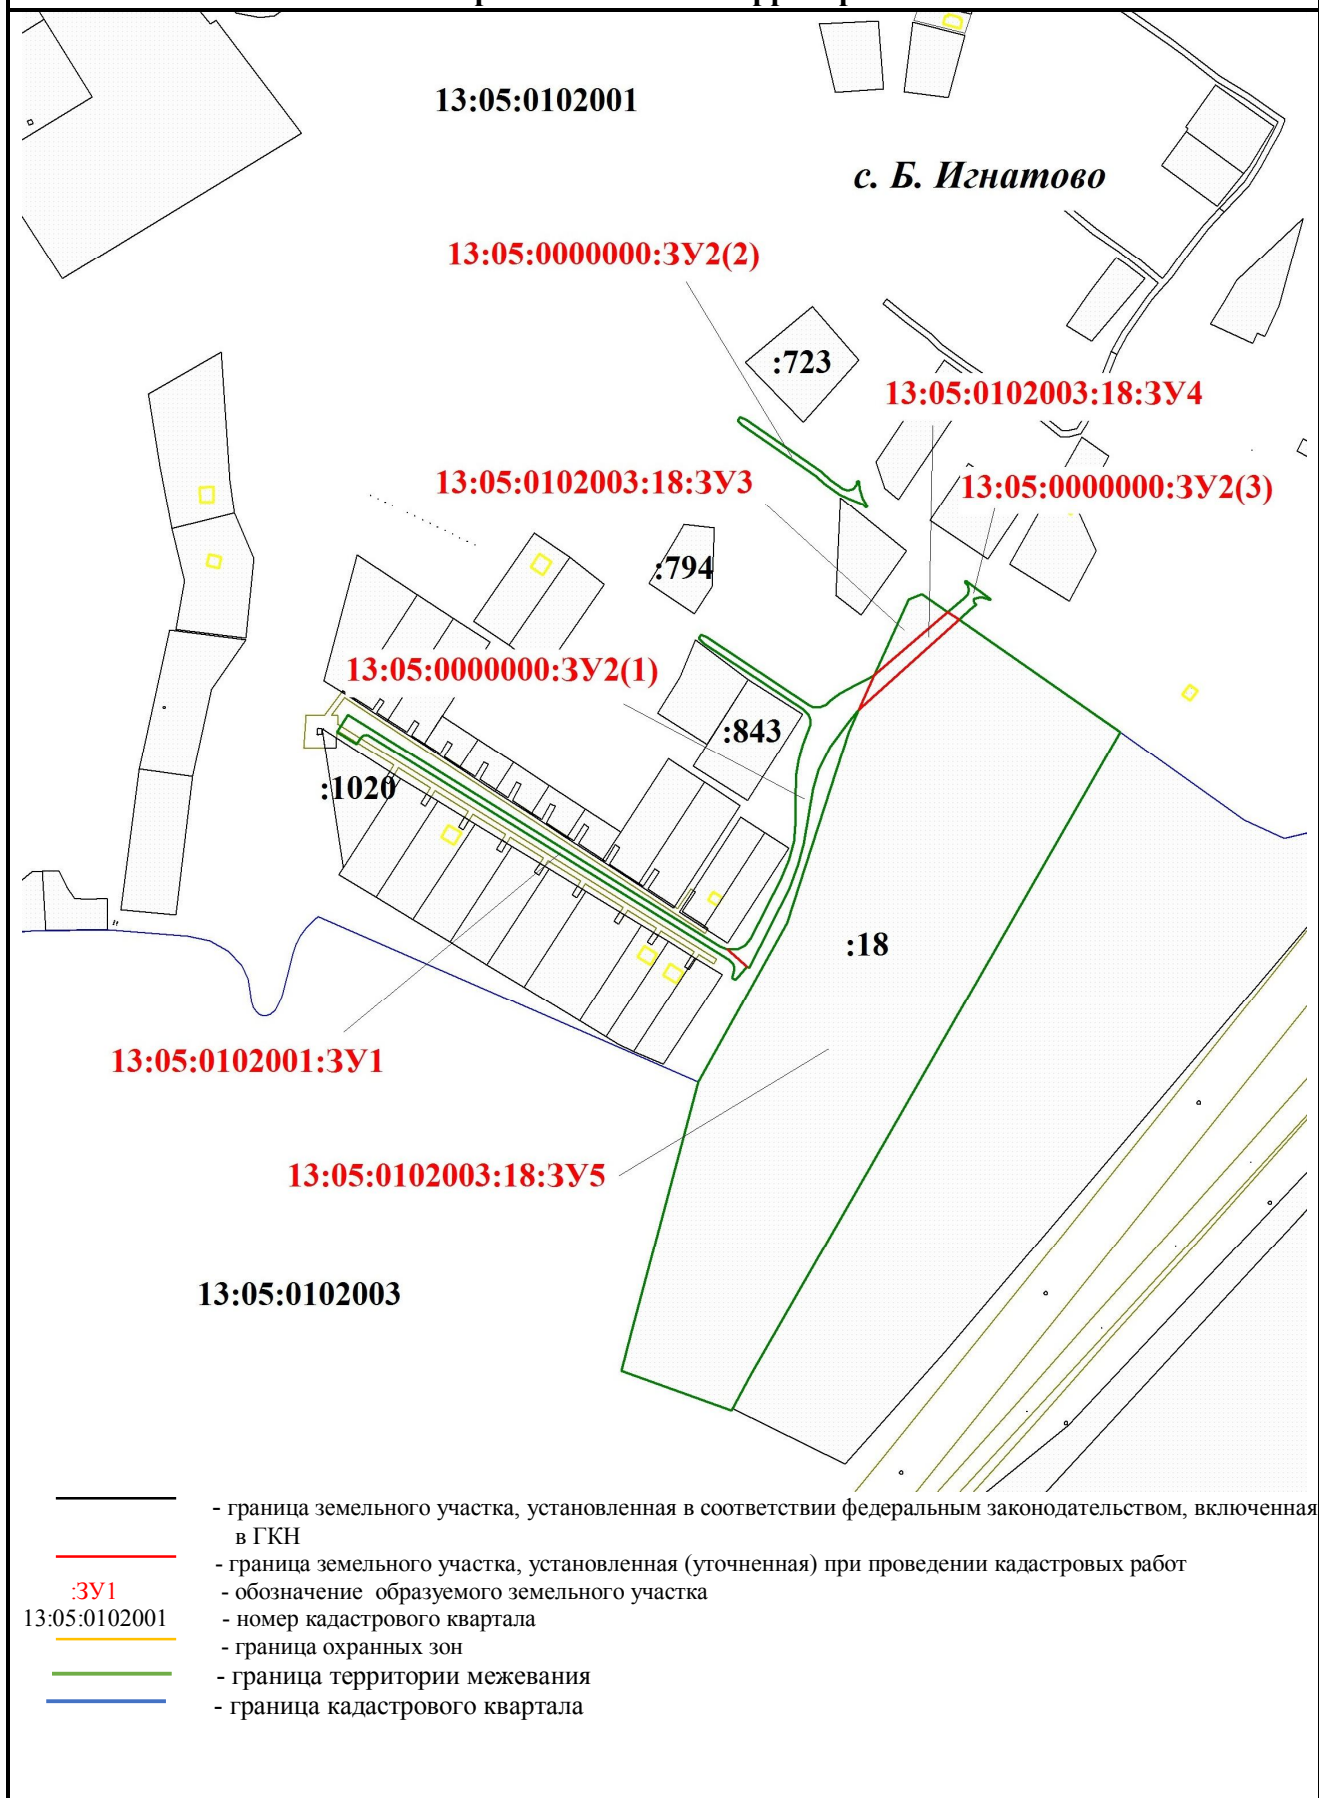 13:05:0102001
с. Б. Игнатово
13:05:0000000:ЗУ2(2)
:723
13:05:0102003:18:ЗУ4
13:05:0102003:18:ЗУ3
13:05:0000000:ЗУ2(3)
:794
13:05:0000000:ЗУ2(1)
:843
:1020
:18
13:05:0102001:ЗУ1
13:05:0102003:18:ЗУ5
13:05:0102003
- граница земельного участка, установленная в соответствии федеральным законодательством, включенная
в ГКН
- граница земельного участка, установленная (уточненная) при проведении кадастровых работ
:ЗУ1 - обозначение образуемого земельного участка
13:05:0102001 - номер кадастрового квартала
- граница охранных зон
- граница территории межевания
- граница кадастрового квартала